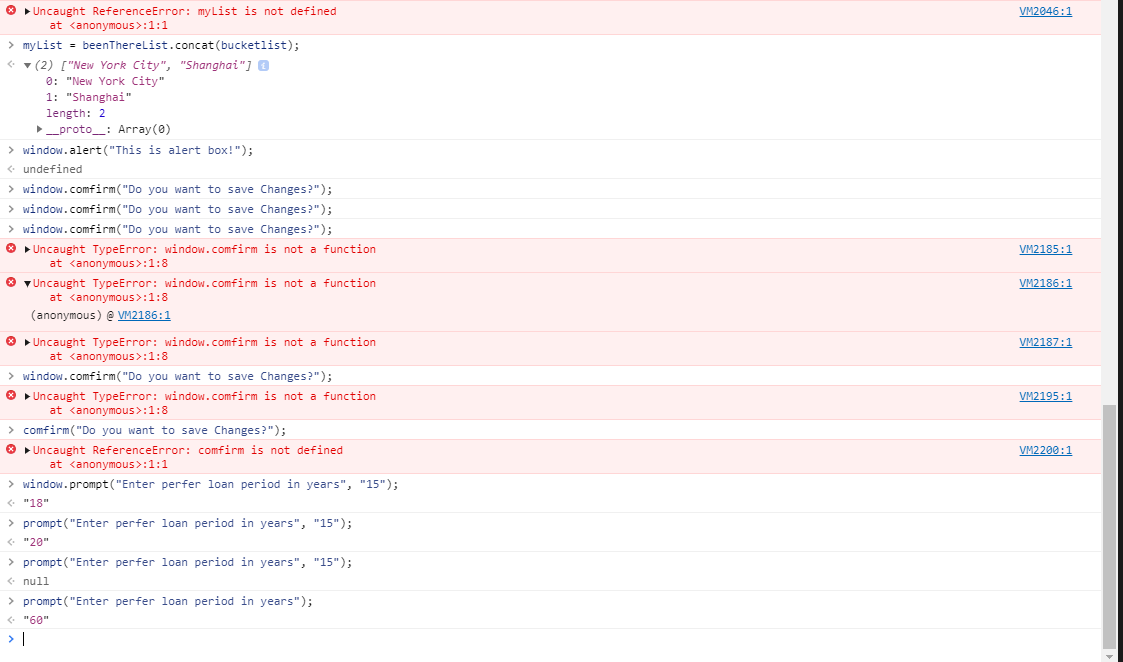 Uncaught ReferenceError: myList is not defined VM2046:1
at <anonymous>:1:1
myList = beenThereList.concat(bucketlist);
(2) ["New York City", "Shanghai"] i
0: "New York City"
1: "Shanghai"
length: 2
__proto__: Array(0)
window.alert("This is alert box!");
undefined
window.comfirm("Do you want to save Changes?");
window.comfirm("Do you want to save Changes?");
window.comfirm("Do you want to save Changes?");
Uncaught TypeError: window.comfirm is not a function VM2185:1
at <anonymous>:1:8
Uncaught TypeError: window.comfirm is not a function VM2186:1
at <anonymous>:1:8
(anonymous) @ VM2186:1
Uncaught TypeError: window.comfirm is not a function VM2187:1
at <anonymous>:1:8
window.comfirm("Do you want to save Changes?");
Uncaught TypeError: window.comfirm is not a function VM2195:1
at <anonymous>:1:8
comfirm("Do you want to save Changes?");
Uncaught ReferenceError: comfirm is not defined VM2200:1
at <anonymous>:1:1
window.prompt("Enter perfer loan period in years", "15");
"18"
prompt("Enter perfer loan period in years", "15");
"20"
prompt("Enter perfer loan period in years", "15");
null
prompt("Enter perfer loan period in years");
"60"